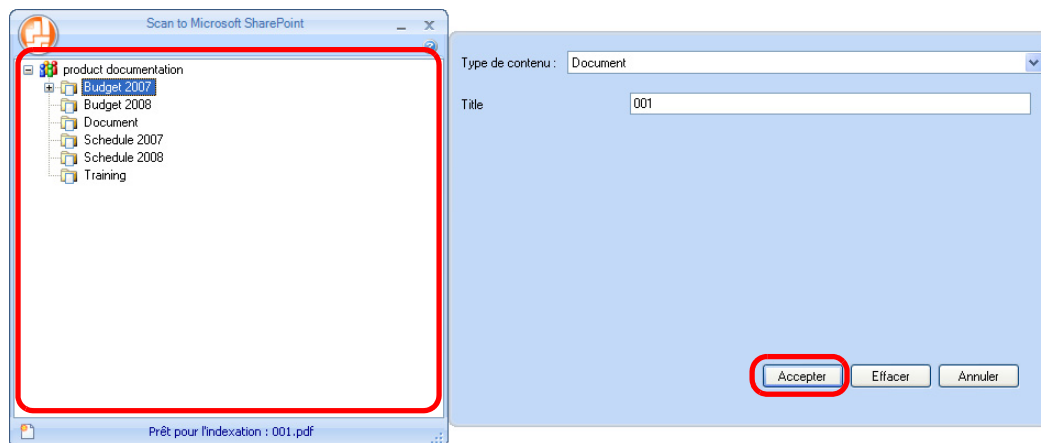 Scan to Microsoft SharePoint
product documentation
Budget 2007
Budget 2008
Document
Schedule 2007
Schedule 2008
Training
Prêt pour l'indexation : 001.pdf
Type de contenu : Document
Title 001
Accepter Effacer Annuler